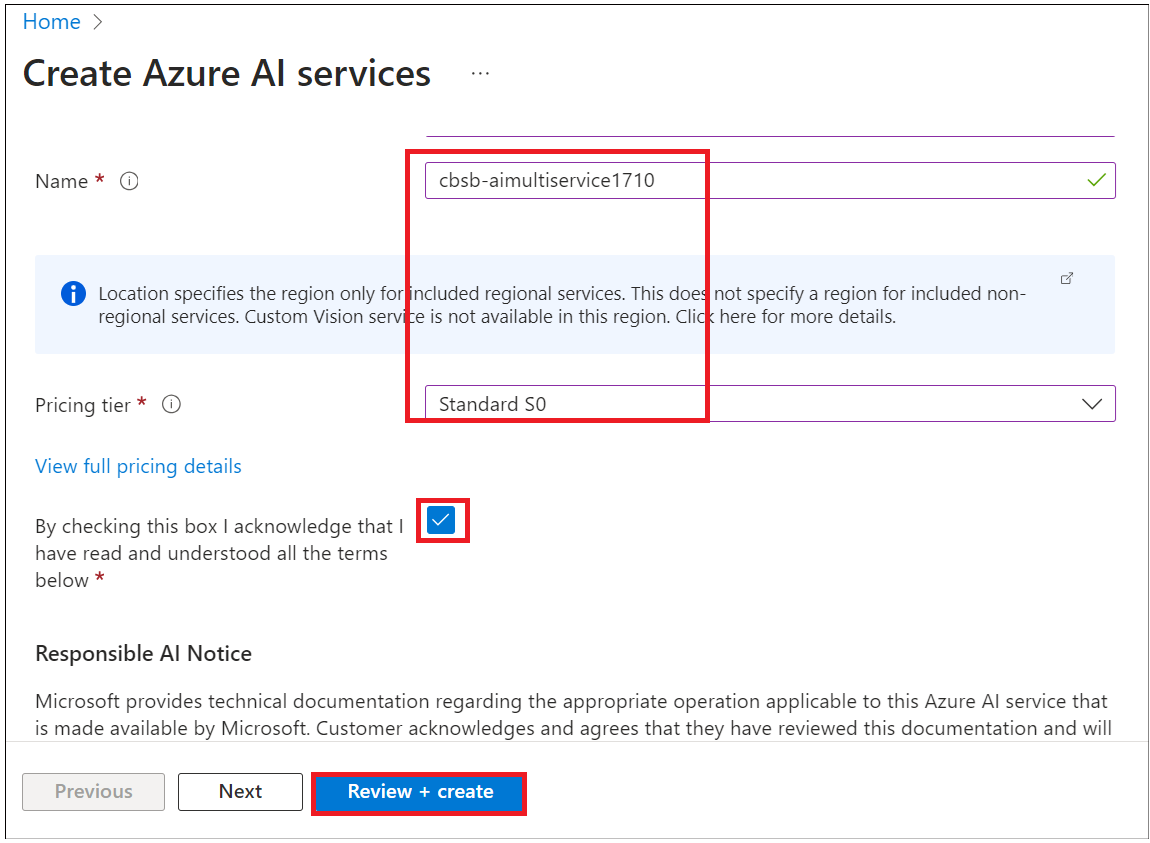 Home
Create Azure AI services ...
Name *
cbsb-aimultiservice1710
Location specifies the region only for included regional services. This does not specify a region for included non-
regional services. Custom Vision service is not available in this region. Click here for more details.
Pricing tier *
Standard S0
View full pricing details
By checking this box I acknowledge that I
have read and understood all the terms
below *
Responsible AI Notice
Microsoft provides technical documentation regarding the appropriate operation applicable to this Azure AI service that
is made available by Microsoft. Customer acknowledges and agrees that they have reviewed this documentation and will
Previous
Next
Review + create